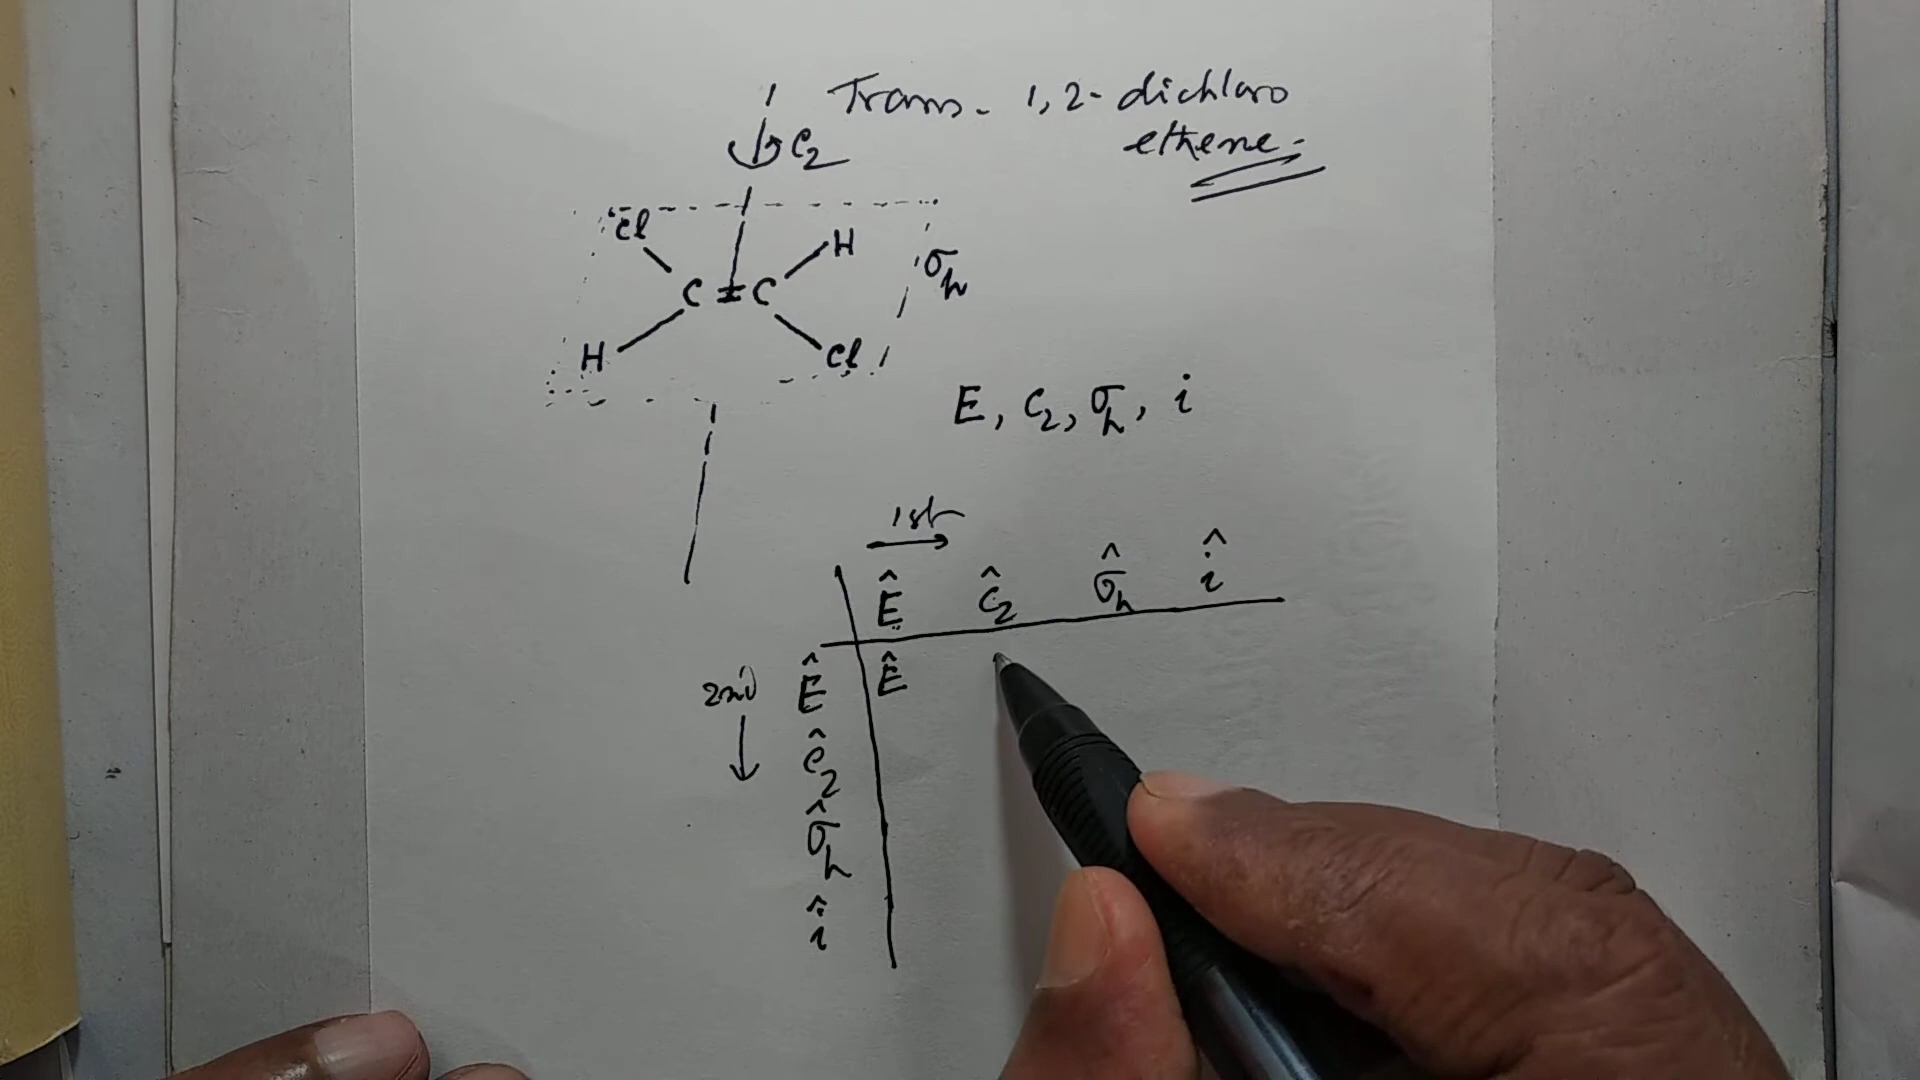 Trans- 1,2-dichloro
ethene-
C₂
Cl
H
C = C
σₕ
H
Cl
E, C₂, σₕ, i
1st
Ê Ĉ₂ σ̂ₕ î
2nd Ê Ê
Ĉ₂
σ̂ₕ
î